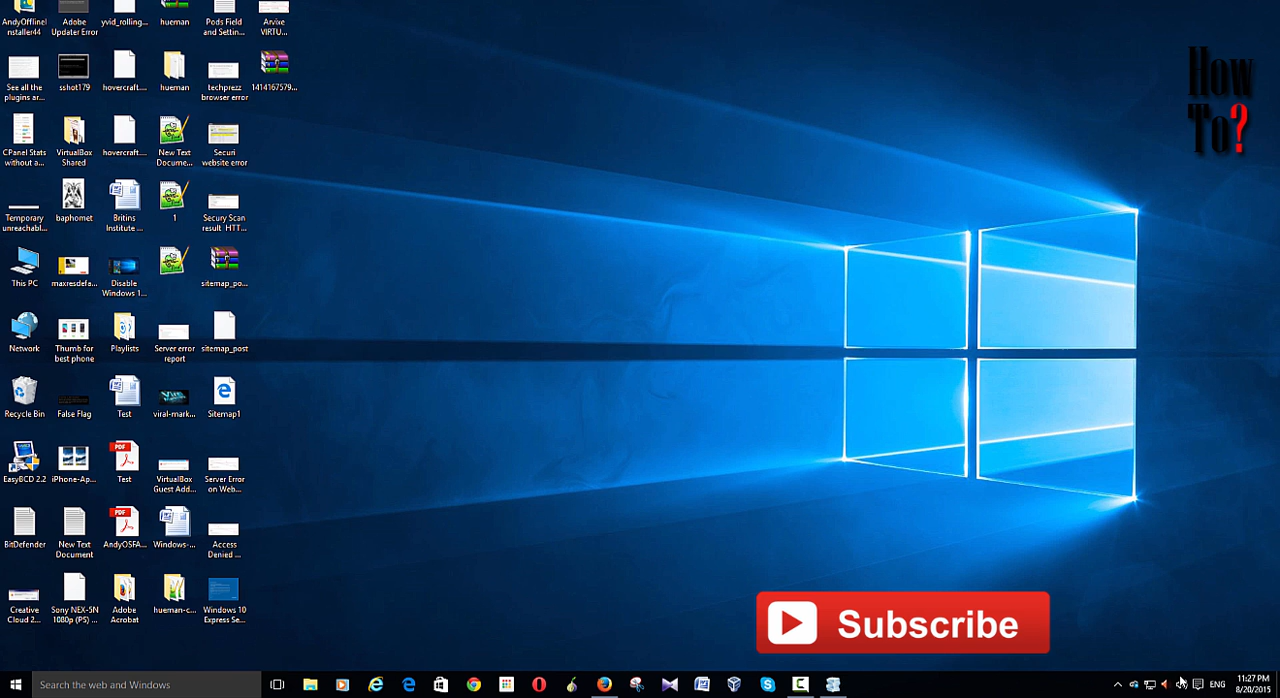 AndyOfflineI
nstaller44
Adobe
Updater Error
yvid_rolling...
hueman
Pods Field
and Settin...
Arvixe
VIRTU...
See all the
plugins ar...
sshot179
hovercraft....
hueman
techprezz
browser error
1414167579...
CPanel Stats
without a...
VirtualBox
Shared
hovercraft....
New Text
Docume...
Securi
website error
Temporary
unreachabl...
baphomet
Britins
Institute ...
1
Secury Scan
result HTT...
This PC
maxresdefa...
Disable
Windows 1...
sitemap_po...
Network
Thumb for
best phone
Playlists
Server error
report
sitemap_post
Recycle Bin
False Flag
Test
viral-mark...
Sitemap1
EasyBCD 2.2
iPhone-Ap...
PDF
Test
VirtualBox
Guest Add...
Server Error
on Web...
BitDefender
New Text
Document
PDF
AndyOSFA...
Windows-...
Access
Denied ...
Creative
Cloud 2...
Sony NEX-5N
1080p (PS) ...
Adobe
Acrobat
hueman-c...
Windows 10
Express Se...
How
To?
Subscribe
Search the web and Windows
ENG
11:27 PM
8/20/2015